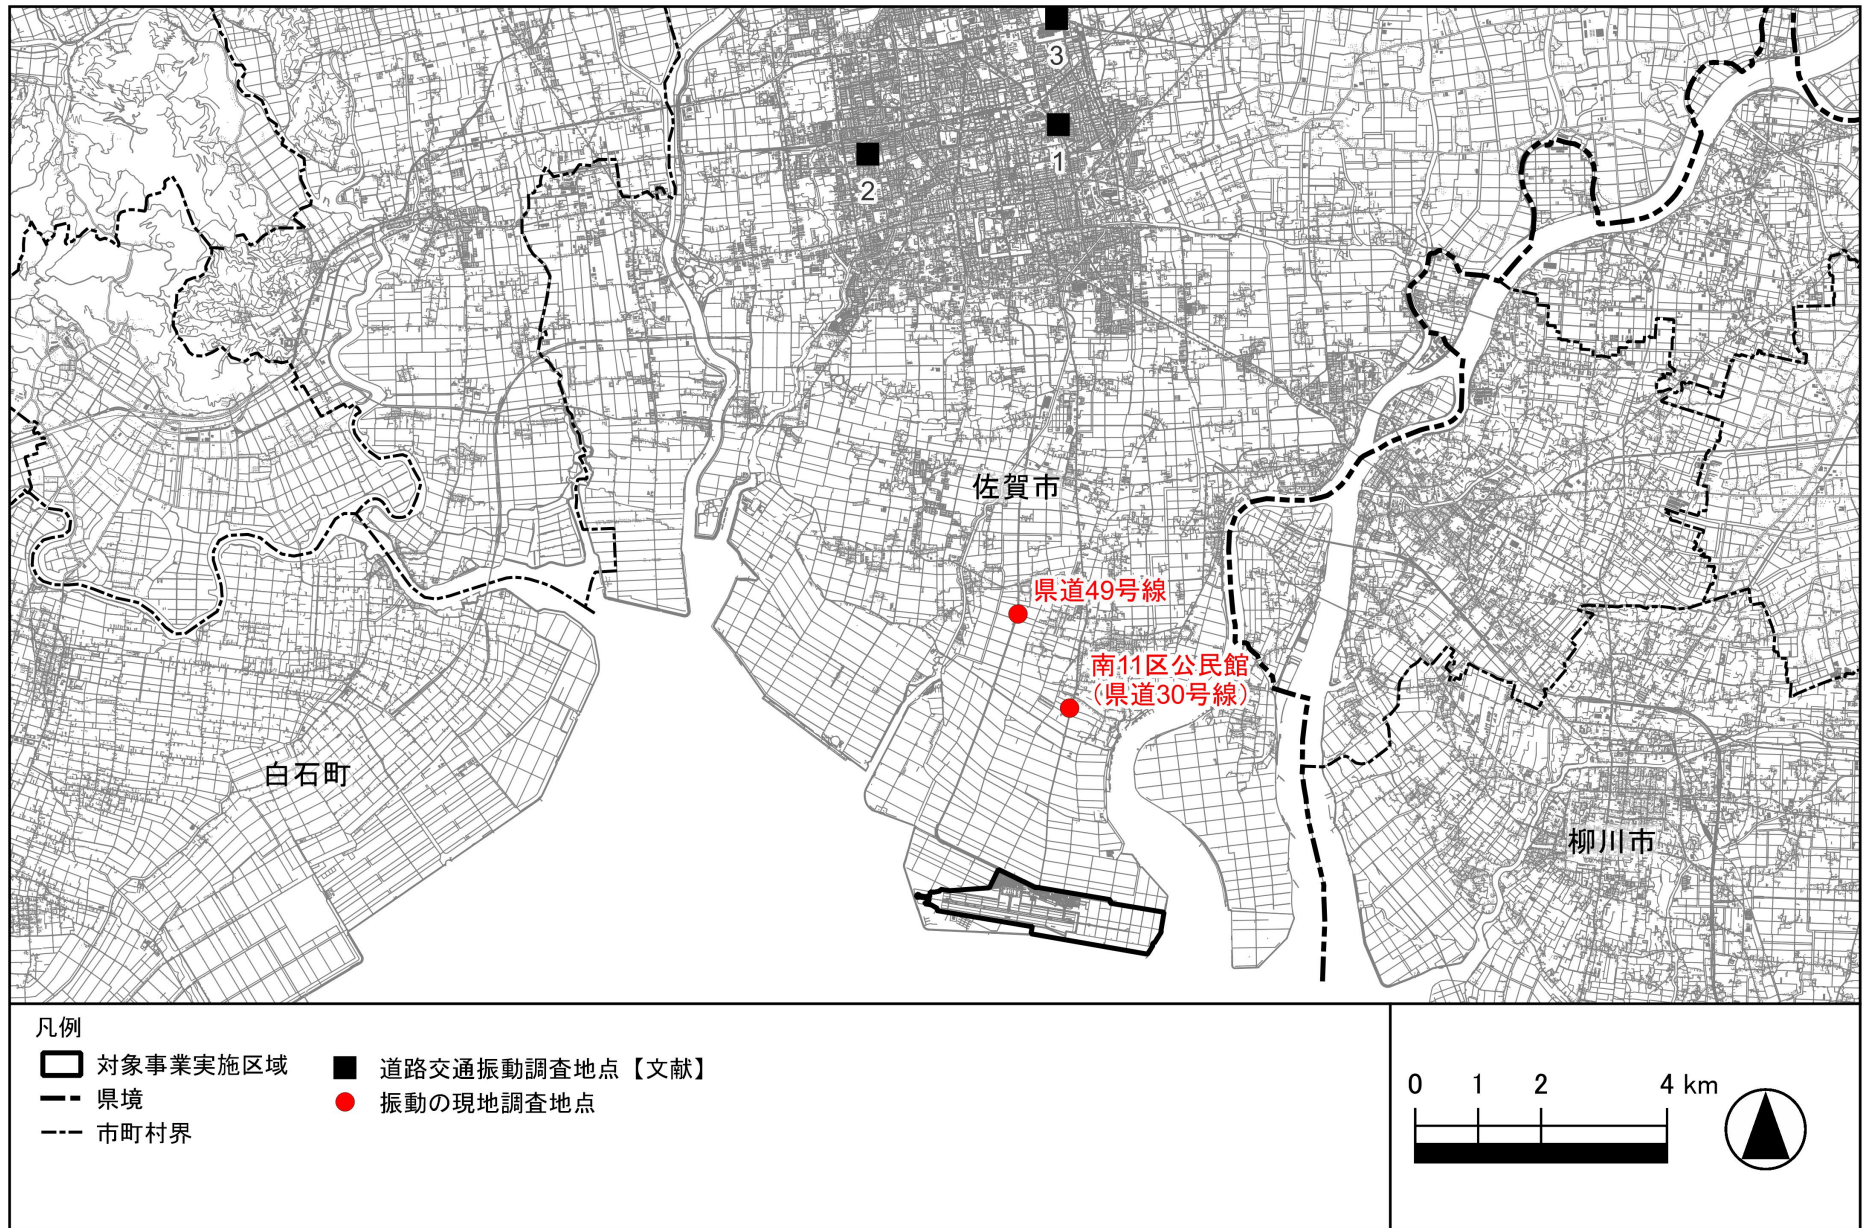 3
1
2
佐賀市
県道49号線
南11区公民館
（県道30号線）
白石町
柳川市
凡例
対象事業実施区域
県境
市町村界
道路交通振動調査地点【文献】
振動の現地調査地点
0 1 2 4 km